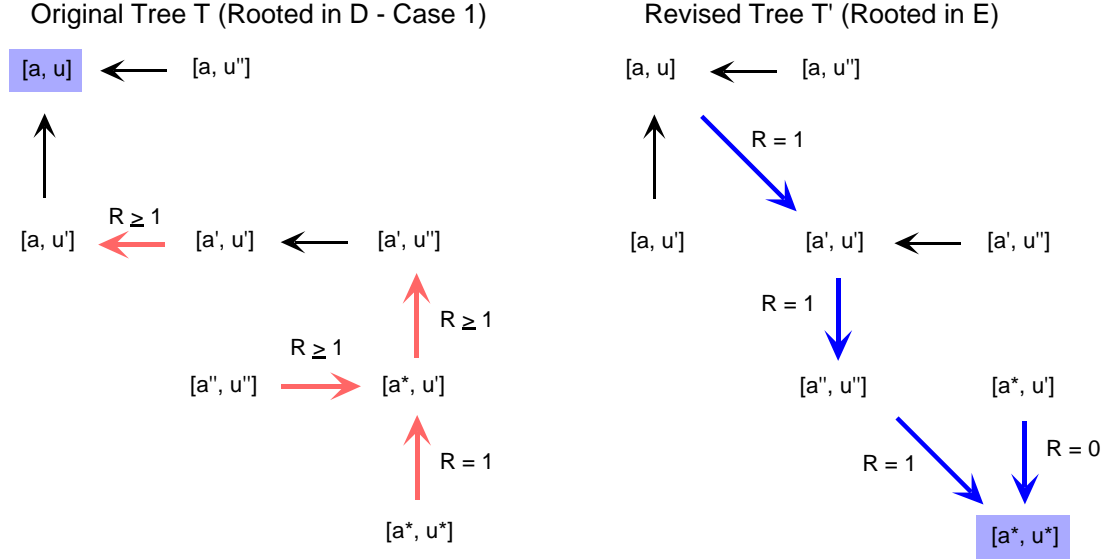 Original Tree T (Rooted in D - Case 1)
[a, u]
[a, u"]
R ≥ 1
[a, u']
[a', u']
[a', u"]
R ≥ 1
R ≥ 1
[a", u"]
[a*, u']
R = 1
[a*, u*]
Revised Tree T' (Rooted in E)
[a, u]
[a, u"]
R = 1
[a, u']
[a', u']
[a', u"]
R = 1
[a", u"]
[a*, u']
R = 1
R = 0
[a*, u*]